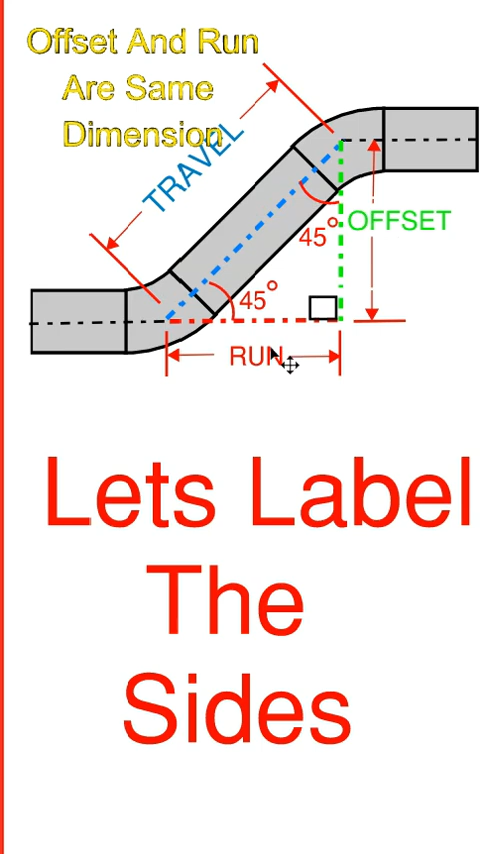 Offset And Run
Are Same
Dimension
TRAVEL
OFFSET
45°
45°
RUN
Lets Label
The
Sides